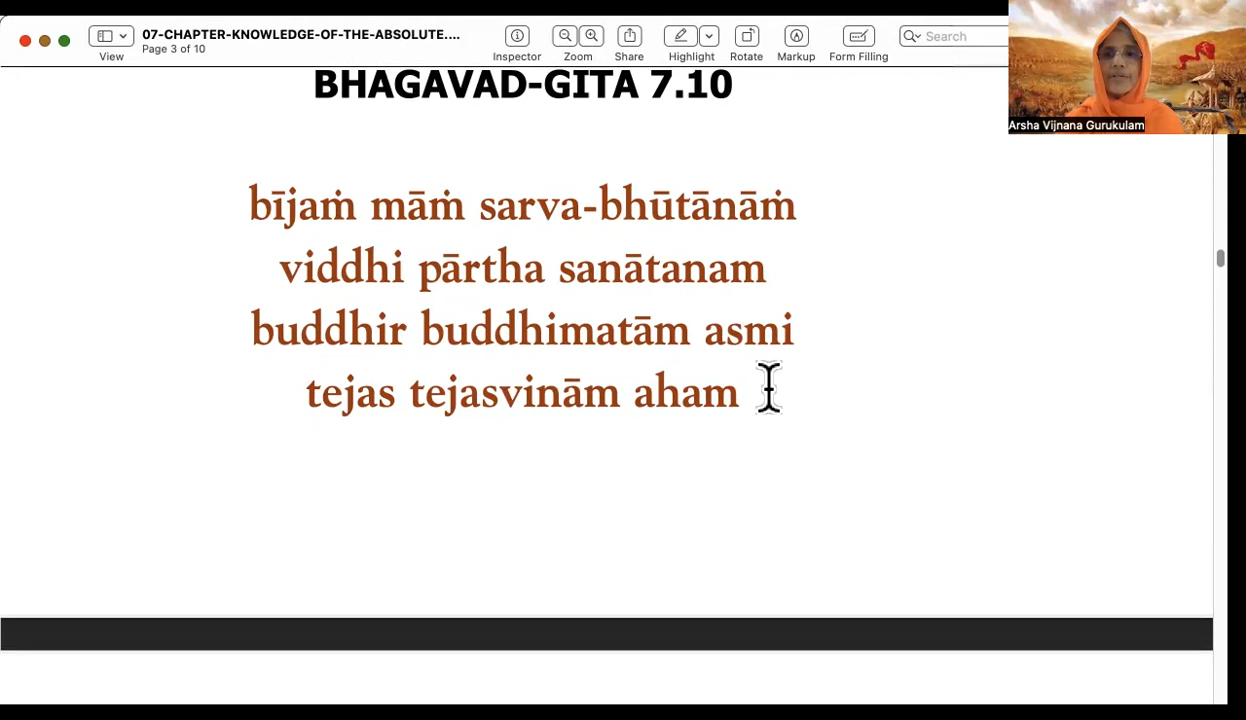 07-CHAPTER-KNOWLEDGE-OF-THE-ABSOLUTE....
Page 3 of 10
View
Inspector
Zoom
Share
Highlight
Rotate
Markup
Form Filling
Search
Arsha Vijnana Gurukulam
BHAGAVAD-GITA 7.10
bījaṁ māṁ sarva-bhūtānāṁ
viddhi pārtha sanātanam
buddhir buddhimatām asmi
tejas tejasvinām aham